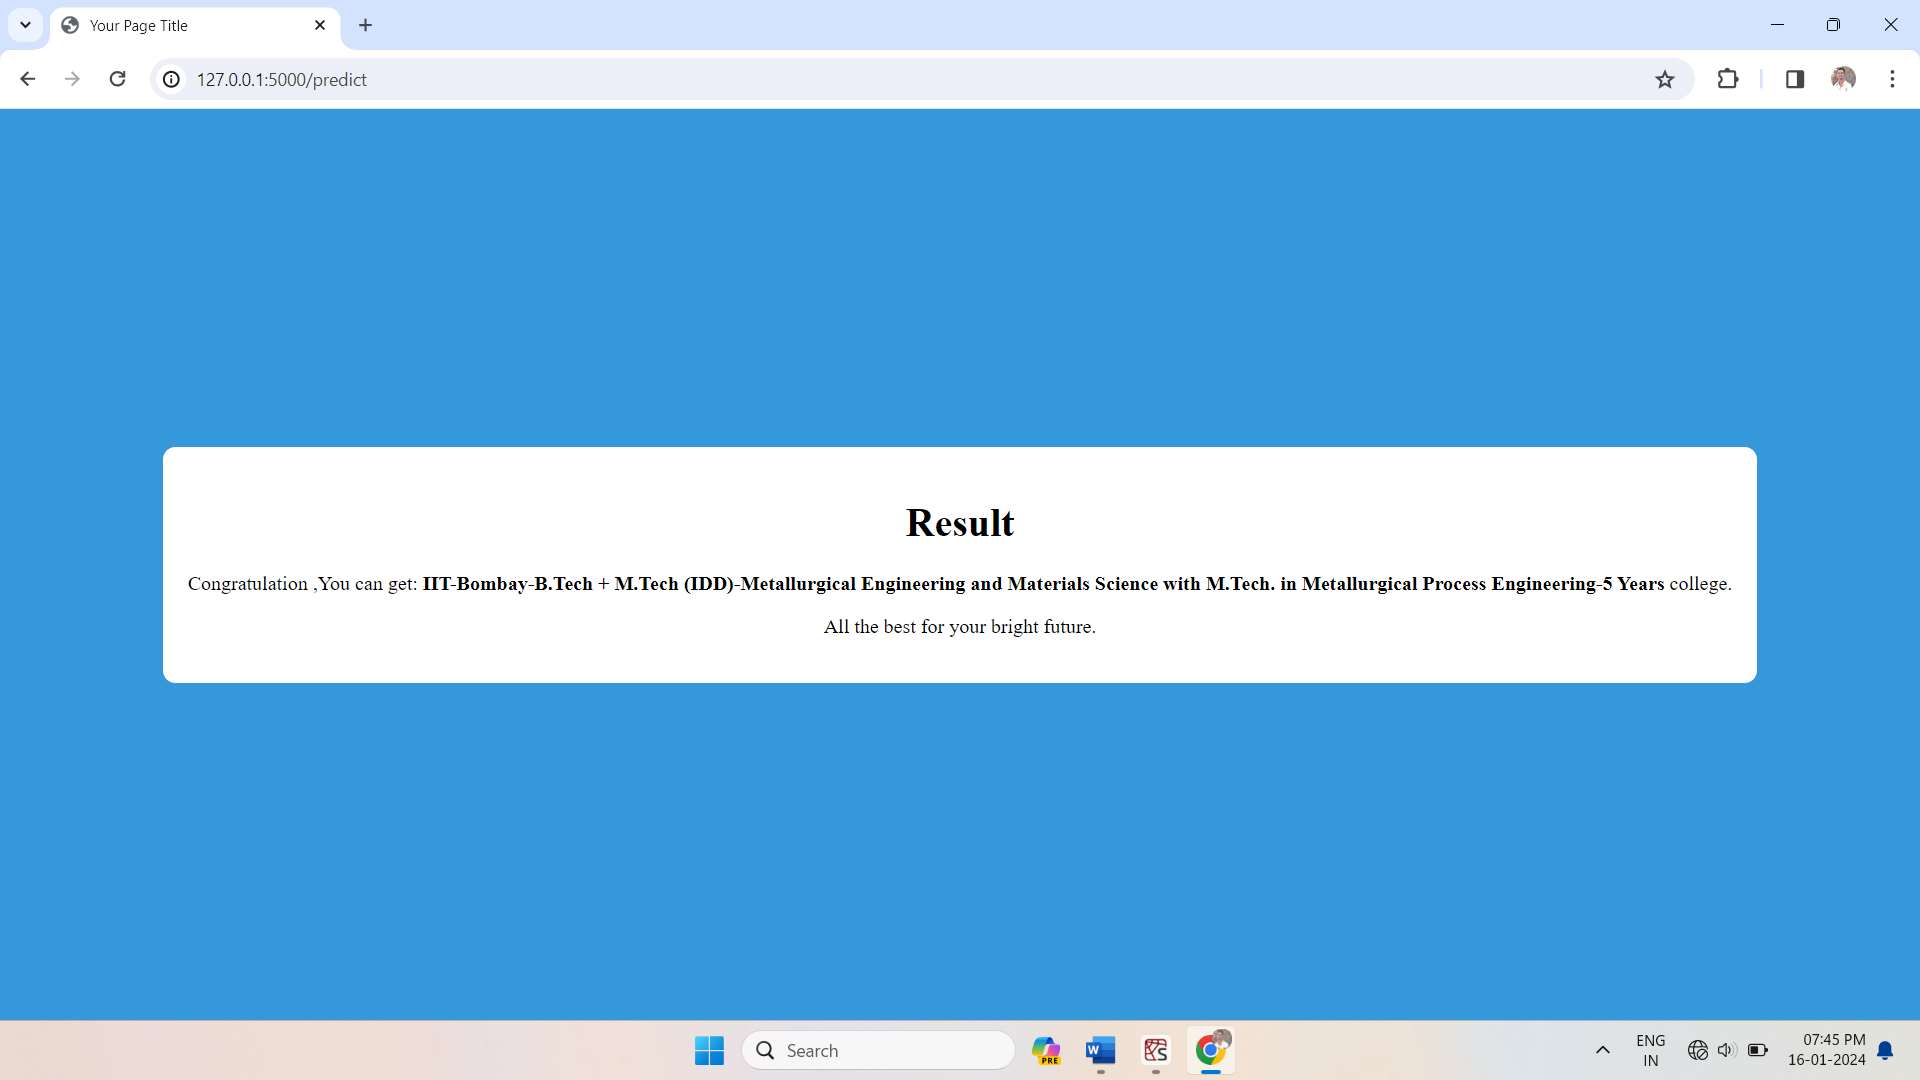 Your Page Title
127.0.0.1:5000/predict
Result
Congratulation ,You can get: IIT-Bombay-B.Tech + M.Tech (IDD)-Metallurgical Engineering and Materials Science with M.Tech. in Metallurgical Process Engineering-5 Years college.
All the best for your bright future.
Search
PRE
W
ENG
IN
07:45 PM
16-01-2024